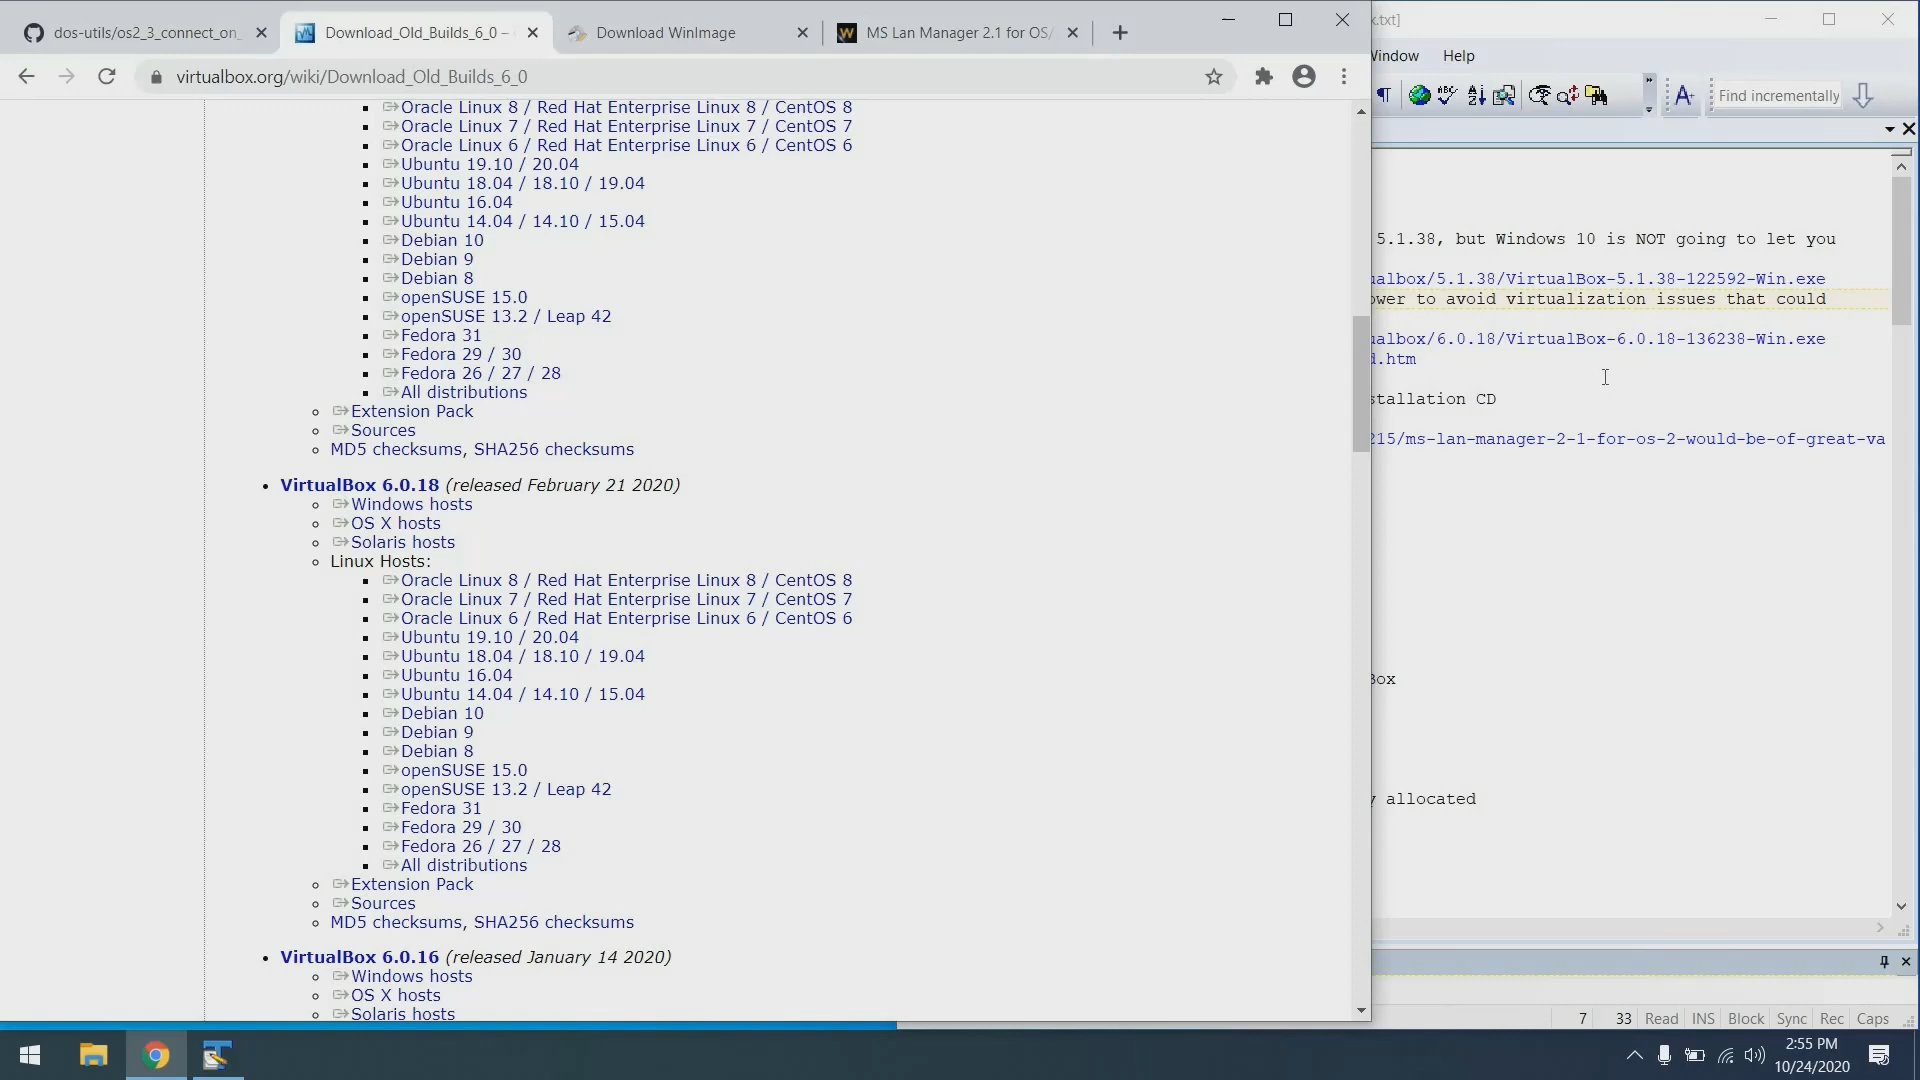 dos-utils/os2_3_connect_on_
Download_Old_Builds_6_0 –
Download WinImage
MS Lan Manager 2.1 for OS/
virtualbox.org/wiki/Download_Old_Builds_6_0
Oracle Linux 8 / Red Hat Enterprise Linux 8 / CentOS 8
Oracle Linux 7 / Red Hat Enterprise Linux 7 / CentOS 7
Oracle Linux 6 / Red Hat Enterprise Linux 6 / CentOS 6
Ubuntu 19.10 / 20.04
Ubuntu 18.04 / 18.10 / 19.04
Ubuntu 16.04
Ubuntu 14.04 / 14.10 / 15.04
Debian 10
Debian 9
Debian 8
openSUSE 15.0
openSUSE 13.2 / Leap 42
Fedora 31
Fedora 29 / 30
Fedora 26 / 27 / 28
All distributions
Extension Pack
Sources
MD5 checksums, SHA256 checksums
VirtualBox 6.0.18 (released February 21 2020)
Windows hosts
OS X hosts
Solaris hosts
Linux Hosts:
Oracle Linux 8 / Red Hat Enterprise Linux 8 / CentOS 8
Oracle Linux 7 / Red Hat Enterprise Linux 7 / CentOS 7
Oracle Linux 6 / Red Hat Enterprise Linux 6 / CentOS 6
Ubuntu 19.10 / 20.04
Ubuntu 18.04 / 18.10 / 19.04
Ubuntu 16.04
Ubuntu 14.04 / 14.10 / 15.04
Debian 10
Debian 9
Debian 8
openSUSE 15.0
openSUSE 13.2 / Leap 42
Fedora 31
Fedora 29 / 30
Fedora 26 / 27 / 28
All distributions
Extension Pack
Sources
MD5 checksums, SHA256 checksums
VirtualBox 6.0.16 (released January 14 2020)
Windows hosts
OS X hosts
Solaris hosts
x.txt]
Window Help
Find incrementally
5.1.38, but Windows 10 is NOT going to let you
ualbox/5.1.38/VirtualBox-5.1.38-122592-Win.exe
ower to avoid virtualization issues that could
ualbox/6.0.18/VirtualBox-6.0.18-136238-Win.exe
d.htm
stallation CD
215/ms-lan-manager-2-1-for-os-2-would-be-of-great-va
Box
y allocated
7 33 Read INS Block Sync Rec Caps
2:55 PM
10/24/2020